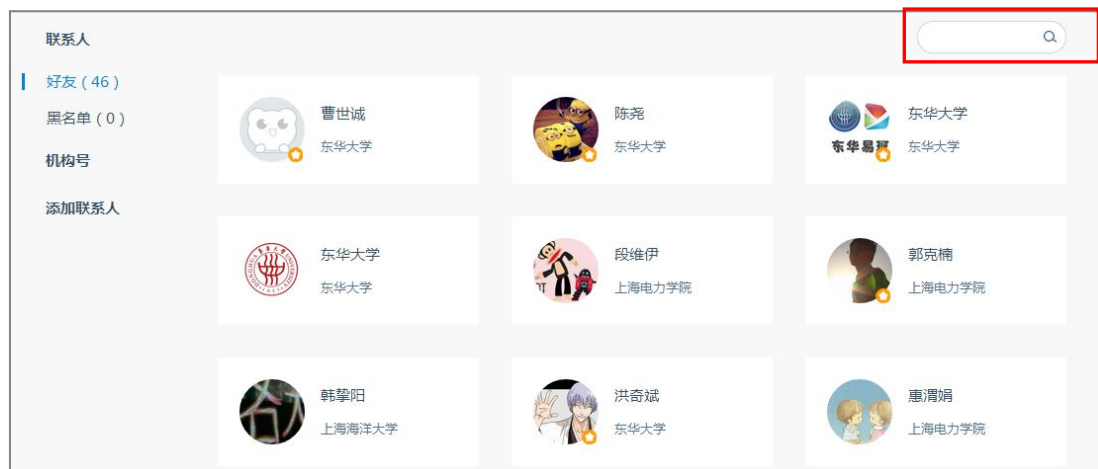 联系人
好友（46）
黑名单（0）
机构号
添加联系人
曹世诚
东华大学
陈尧
东华大学
东华易班
东华大学
东华大学
东华大学
东华大学
段维伊
上海电力学院
郭克楠
上海电力学院
韩挚阳
上海海洋大学
洪奇斌
东华大学
惠渭娟
上海电力学院